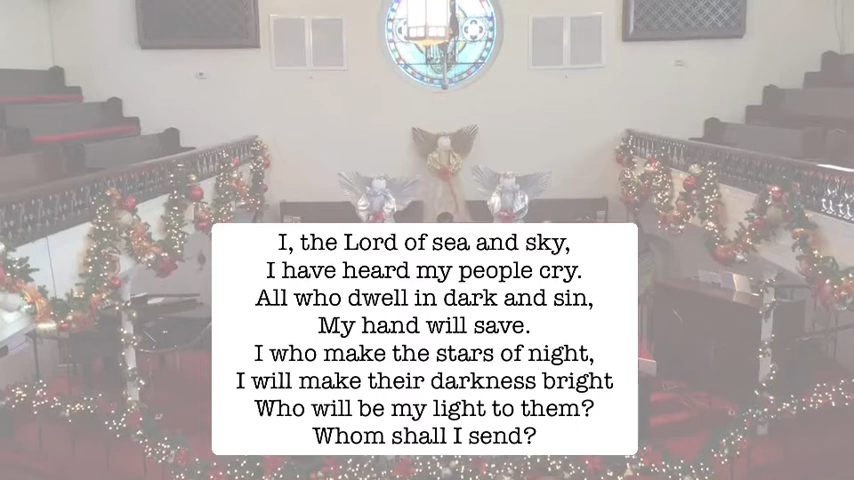 I, the Lord of sea and sky,
I have heard my people cry.
All who dwell in dark and sin,
My hand will save.
I who make the stars of night,
I will make their darkness bright
Who will be my light to them?
Whom shall I send?